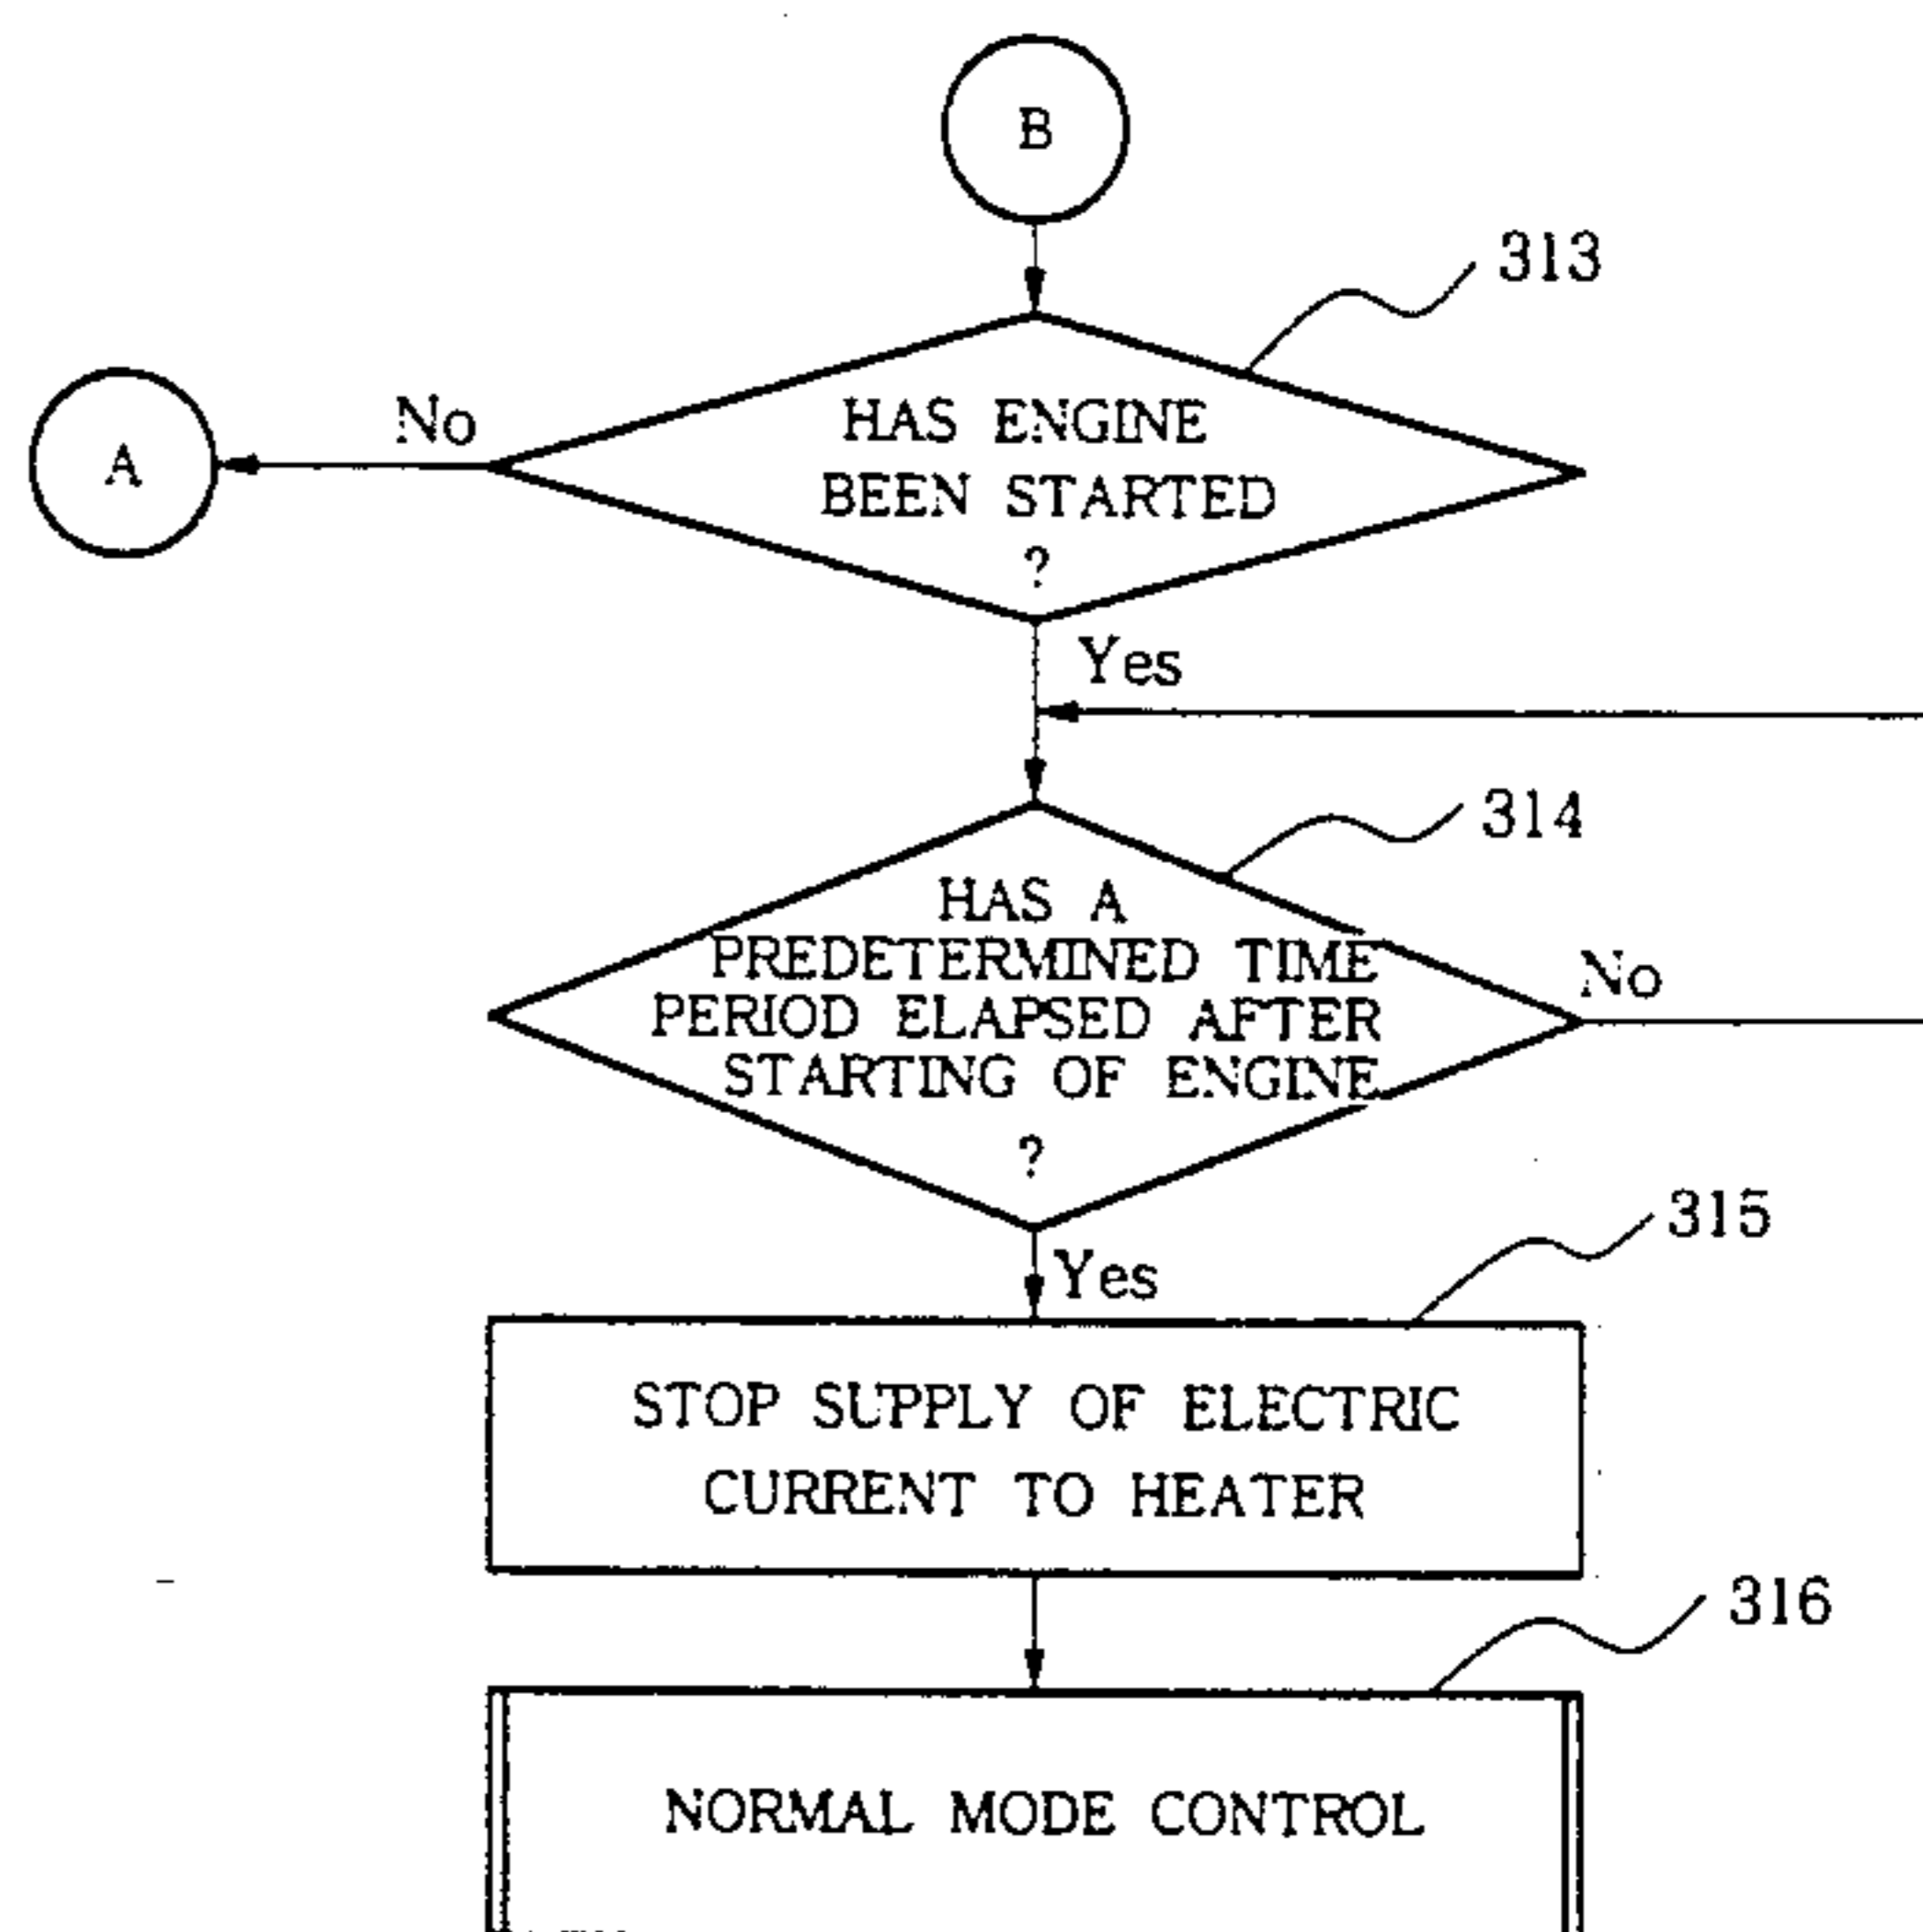 B
313
A
No
HAS ENGINE
BEEN STARTED
?
Yes
314
HAS A
PREDETERMINED TIME
PERIOD ELAPSED AFTER
STARTING OF ENGINE
?
No
Yes
315
STOP SUPPLY OF ELECTRIC
CURRENT TO HEATER
316
NORMAL MODE CONTROL